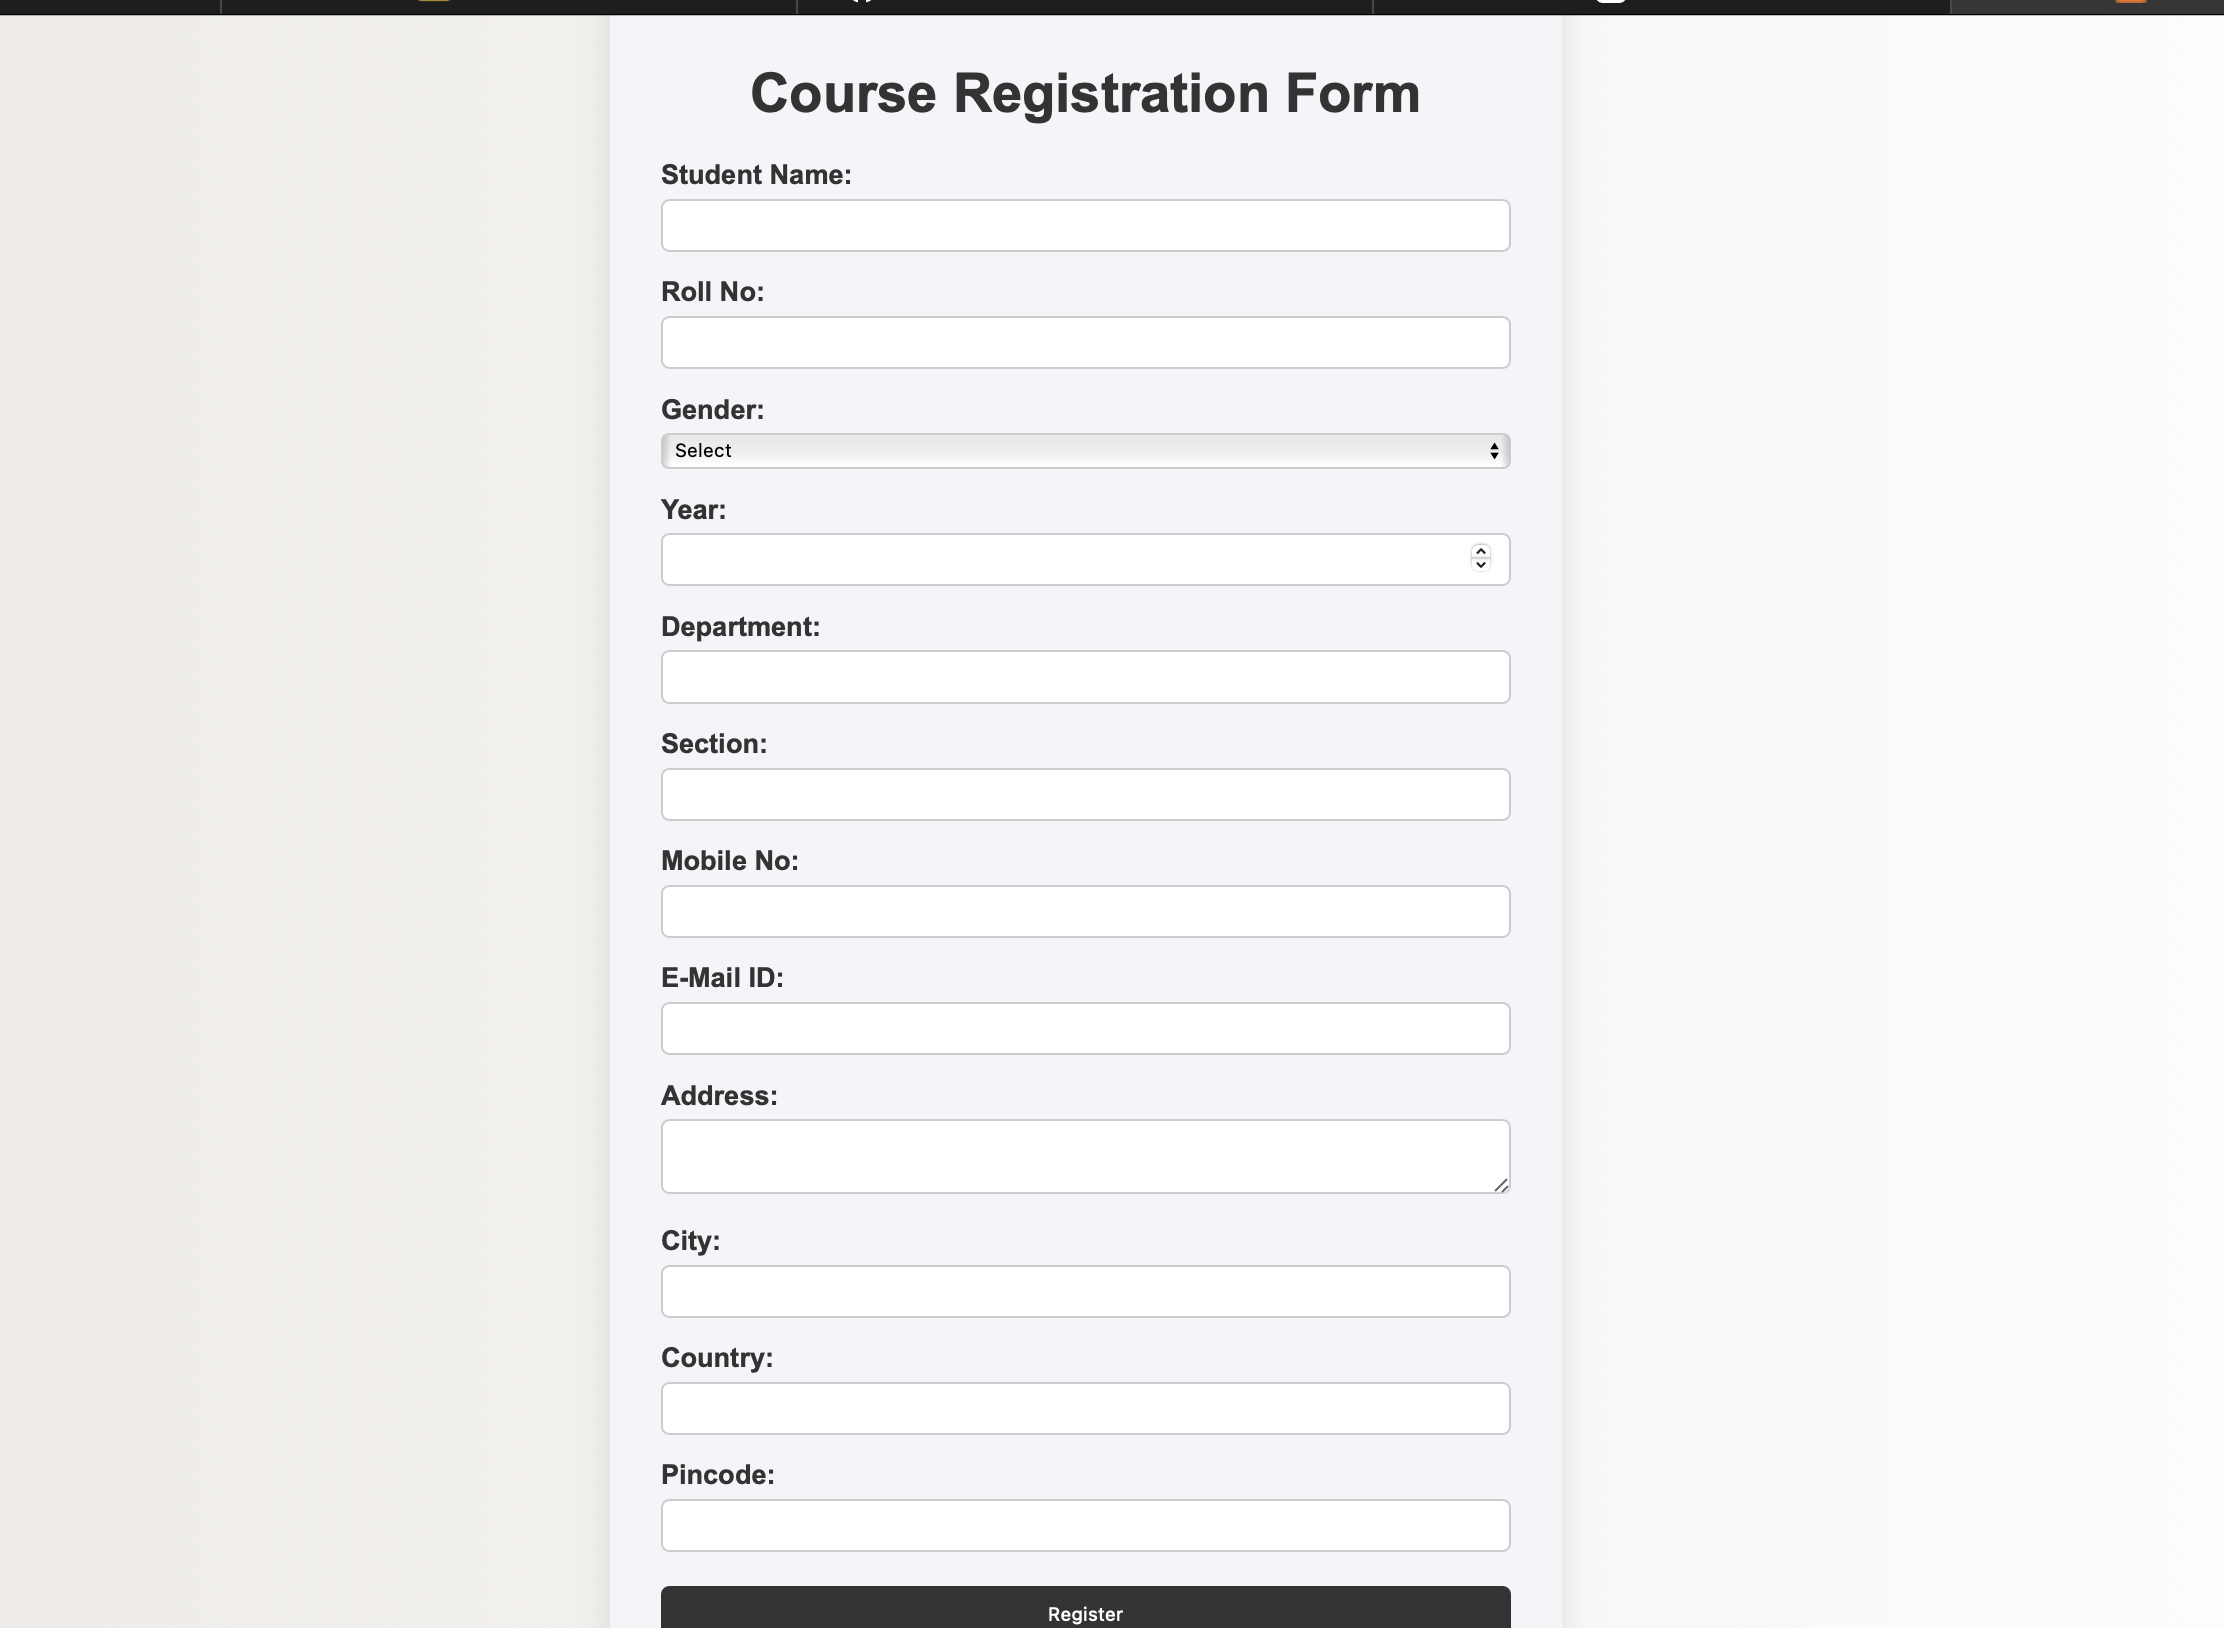 Course Registration Form
Student Name:
Roll No:
Gender:
Select
Year:
Department:
Section:
Mobile No:
E-Mail ID:
Address:
City:
Country:
Pincode:
Register